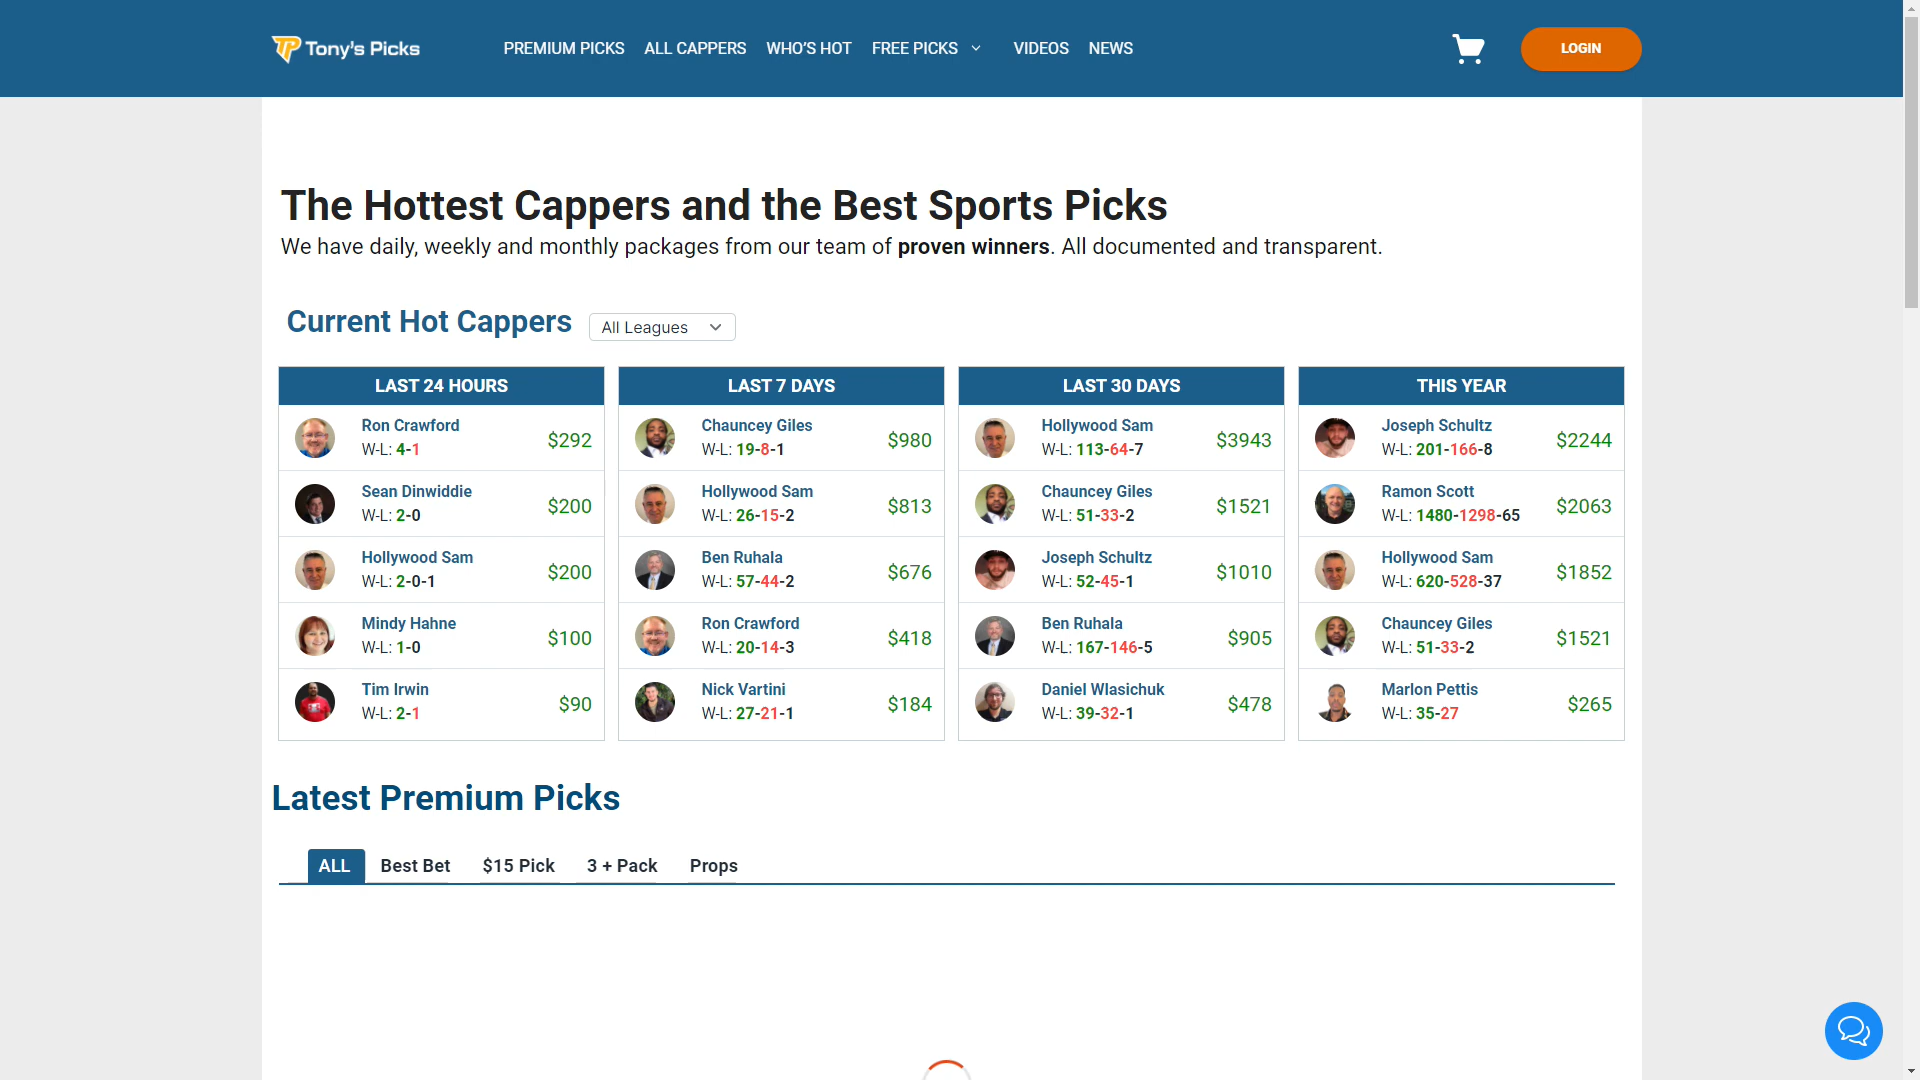 Tony's Picks
PREMIUM PICKS ALL CAPPERS WHO'S HOT FREE PICKS VIDEOS NEWS
LOGIN
The Hottest Cappers and the Best Sports Picks
We have daily, weekly and monthly packages from our team of proven winners. All documented and transparent.
Current Hot Cappers
All Leagues
LAST 24 HOURS
Ron Crawford
W-L: 4-1
$292
Sean Dinwiddie
W-L: 2-0
$200
Hollywood Sam
W-L: 2-0-1
$200
Mindy Hahne
W-L: 1-0
$100
Tim Irwin
W-L: 2-1
$90
LAST 7 DAYS
Chauncey Giles
W-L: 19-8-1
$980
Hollywood Sam
W-L: 26-15-2
$813
Ben Ruhala
W-L: 57-44-2
$676
Ron Crawford
W-L: 20-14-3
$418
Nick Vartini
W-L: 27-21-1
$184
LAST 30 DAYS
Hollywood Sam
W-L: 113-64-7
$3943
Chauncey Giles
W-L: 51-33-2
$1521
Joseph Schultz
W-L: 52-45-1
$1010
Ben Ruhala
W-L: 167-146-5
$905
Daniel Wlasichuk
W-L: 39-32-1
$478
THIS YEAR
Joseph Schultz
W-L: 201-166-8
$2244
Ramon Scott
W-L: 1480-1298-65
$2063
Hollywood Sam
W-L: 620-528-37
$1852
Chauncey Giles
W-L: 51-33-2
$1521
Marlon Pettis
W-L: 35-27
$265
Latest Premium Picks
ALL Best Bet $15 Pick 3 + Pack Props